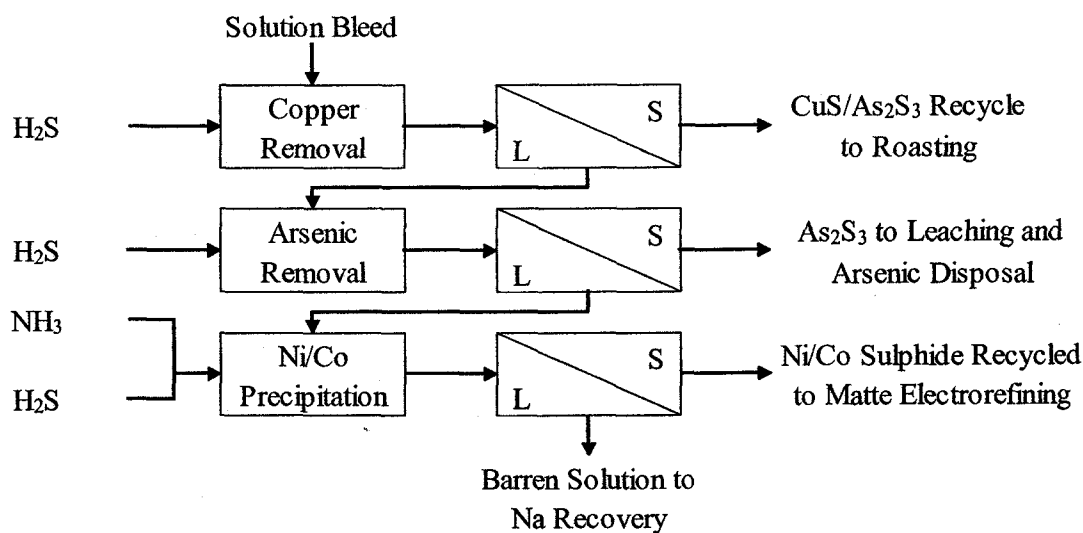 Solution Bleed
H₂S
Copper
Removal
S
L
CuS/As₂S₃ Recycle
to Roasting
H₂S
Arsenic
Removal
S
L
As₂S₃ to Leaching and
Arsenic Disposal
NH₃
H₂S
Ni/Co
Precipitation
S
L
Ni/Co Sulphide Recycled
to Matte Electrorefining
Barren Solution to
Na Recovery